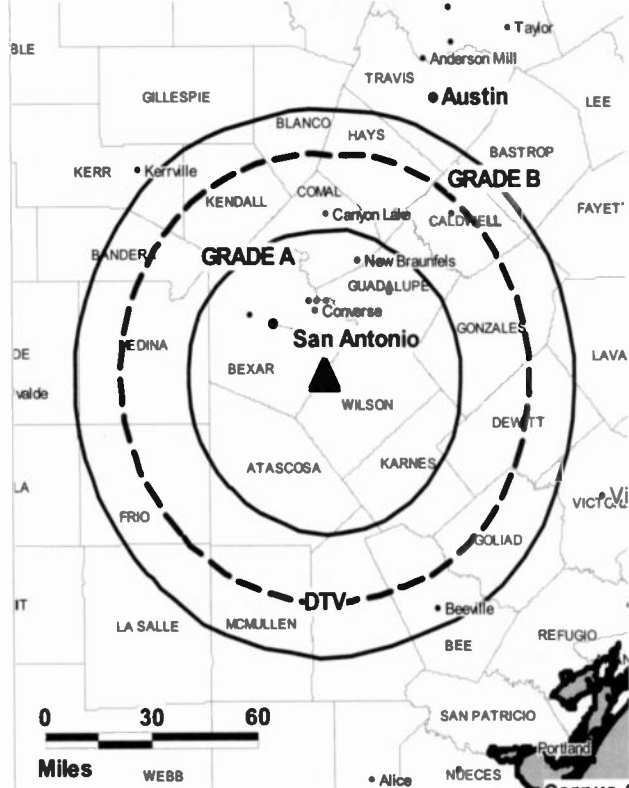 Taylor
BLE
Anderson Mill
TRAVIS
GILLESPIE
Austin
LEE
BLANCO
HAYS
BASTROP
KERR
Kerrville
GRADE B
COMAL
KENDALL
Canyon Lake
CALDWELL
FAYET
BANDERA
GRADE A
New Braunfels
GUADALUPE
Converse
San Antonio
GONZALES
MEDINA
DE
LAVA
BEXAR
valde
WILSON
DEWITT
ATASCOSA
KARNES
LA
Vi
VICTO
FRIO
GOLIAD
IT
DTV
Beeville
LA SALLE
MCMULLEN
REFUGIO
BEE
0 30 60
SAN PATRICIO
Portland
Miles
WEBB
Alice
NUECES